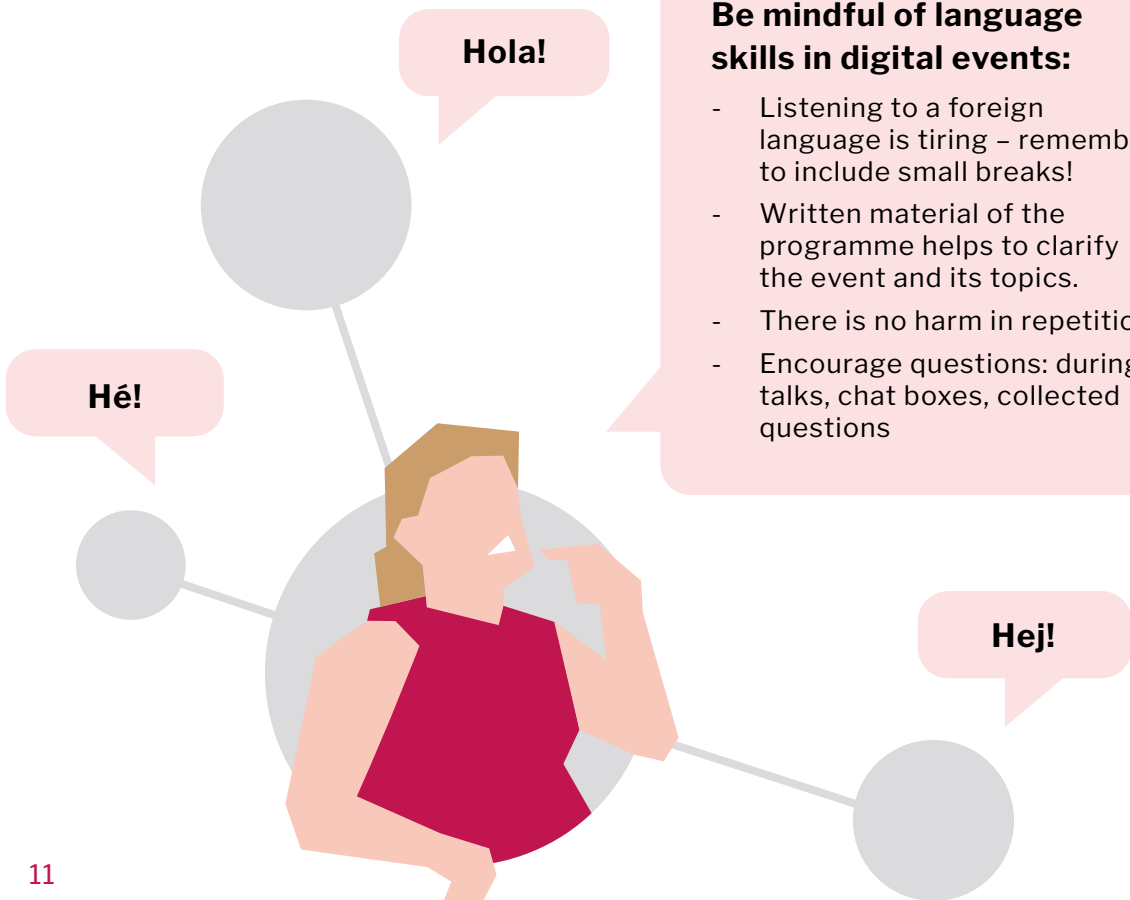 Hola!
Be mindful of language
skills in digital events:
- Listening to a foreign
language is tiring –
to include small breaks!
- Written material of the
programme helps to clarify
the event and its topics.
- There is no harm in
- Encourage questions: during
talks, chat boxes, collected
questions
Hé!
Hej!
11